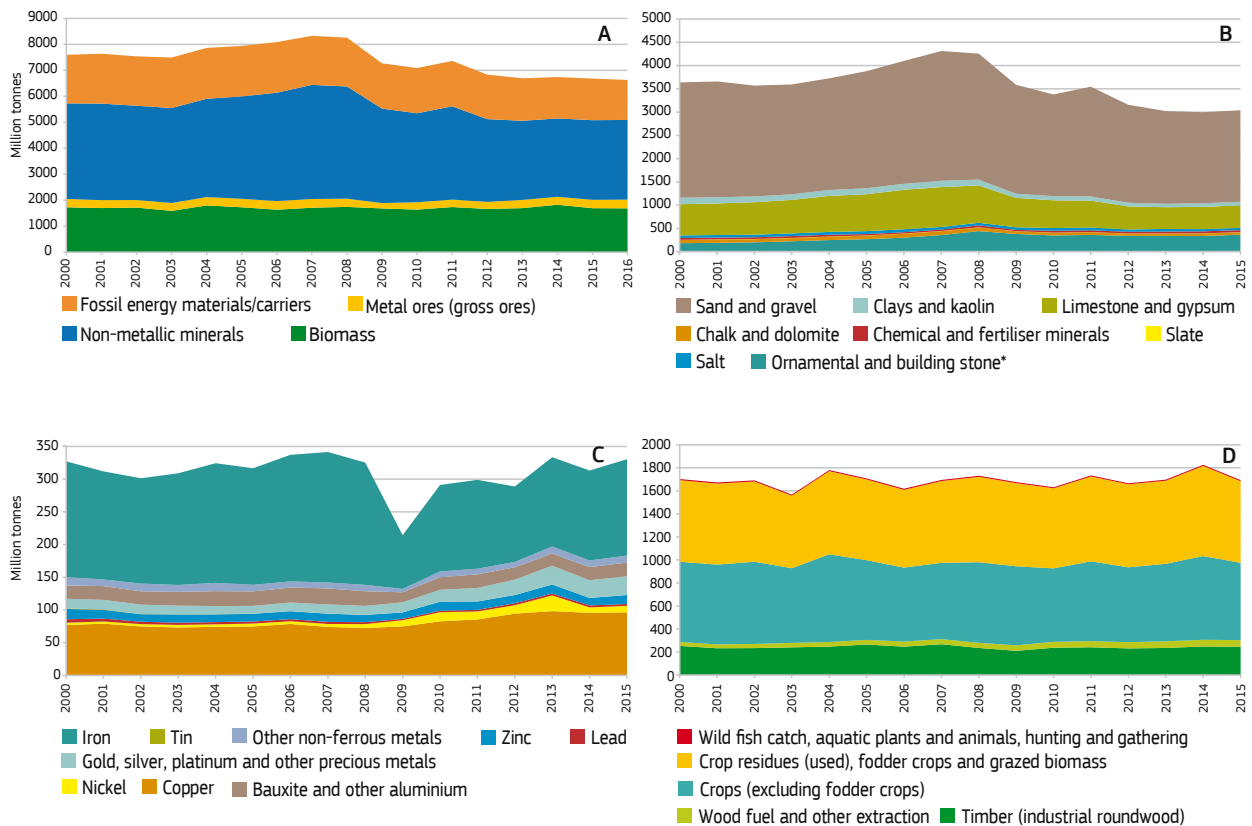 A
Million tonnes
9000
8000
7000
6000
5000
4000
3000
2000
1000
0
2000 2001 2002 2003 2004 2005 2006 2007 2008 2009 2010 2011 2012 2013 2014 2015 2016
Fossil energy materials/carriers Metal ores (gross ores)
Non-metallic minerals Biomass
B
5000
4500
4000
3500
3000
2500
2000
1500
1000
500
0
2000 2001 2002 2003 2004 2005 2006 2007 2008 2009 2010 2011 2012 2013 2014 2015
Sand and gravel Clays and kaolin Limestone and gypsum
Chalk and dolomite Chemical and fertiliser minerals Slate
Salt Ornamental and building stone*
C
Million tonnes
350
300
250
200
150
100
50
0
2000 2001 2002 2003 2004 2005 2006 2007 2008 2009 2010 2011 2012 2013 2014 2015
Iron Tin Other non-ferrous metals Zinc Lead
Gold, silver, platinum and other precious metals
Nickel Copper Bauxite and other aluminium
D
2000
1800
1600
1400
1200
1000
800
600
400
200
0
2000 2001 2002 2003 2004 2005 2006 2007 2008 2009 2010 2011 2012 2013 2014 2015
Wild fish catch, aquatic plants and animals, hunting and gathering
Crop residues (used), fodder crops and grazed biomass
Crops (excluding fodder crops)
Wood fuel and other extraction Timber (industrial roundwood)